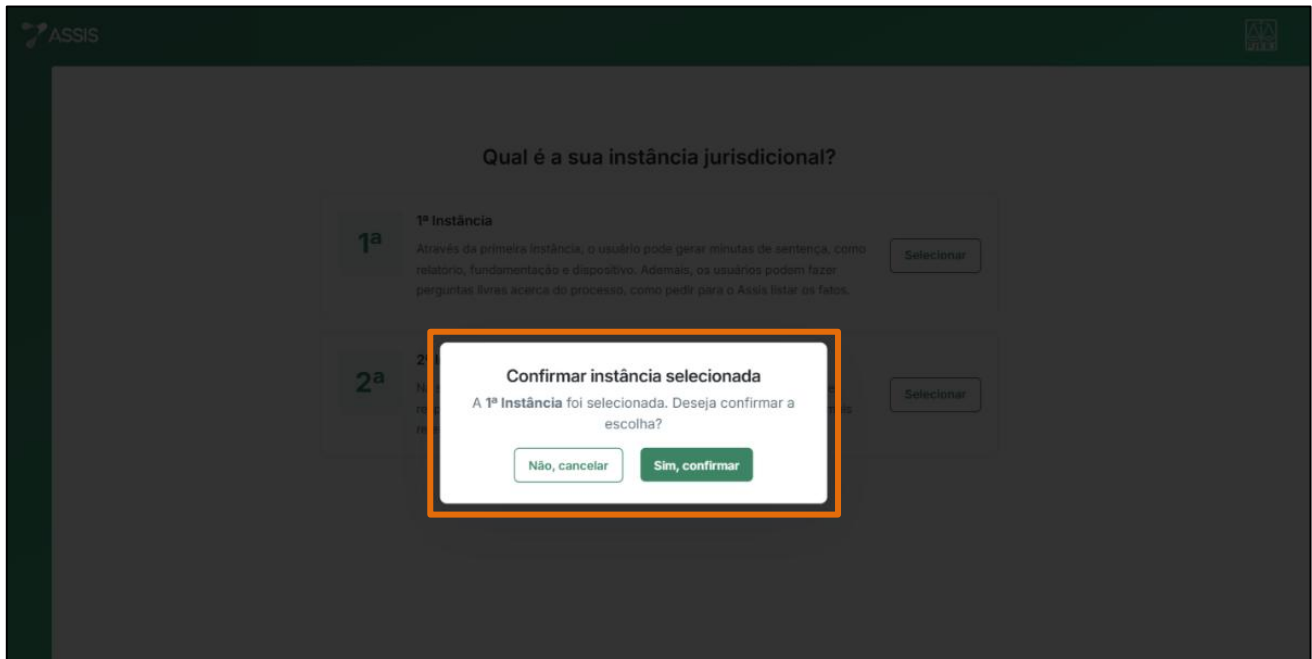 ASSIS
Qual é a sua instância jurisdicional?
1ª
1ª Instância
Através da primeira instância, o usuário pode gerar minutas de sentença, como
relatório, fundamentação e dispositivo. Ademais, os usuários podem fazer
perguntas livres acerca do processo, como pedir para o Assis listar os fatos.
Selecionar
2ª
Selecionar
Confirmar instância selecionada
A 1ª Instância foi selecionada. Deseja confirmar a
escolha?
Não, cancelar
Sim, confirmar